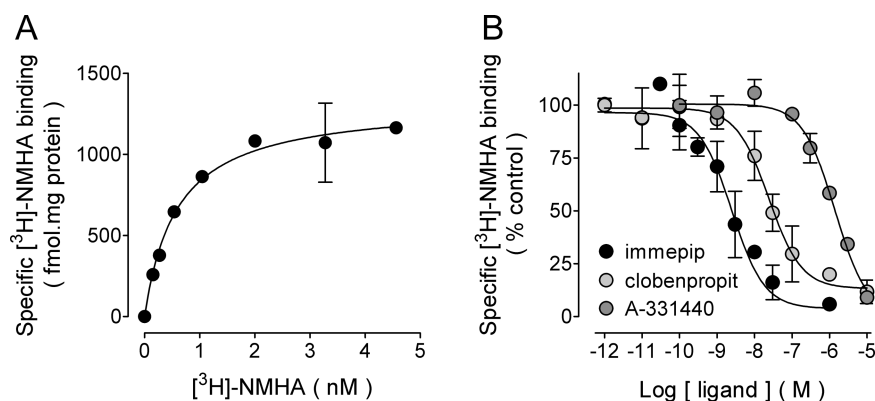 A
Specific [³H]-NMHA binding
( fmol.mg protein )
1500
1000
500
0
0 1 2 3 4 5
[³H]-NMHA ( nM )
B
Specific [³H]-NMHA binding
( % control )
100
75
50
25
0
immepip
clobenpropit
A-331440
-12 -11 -10 -9 -8 -7 -6 -5
Log [ ligand ] ( M )